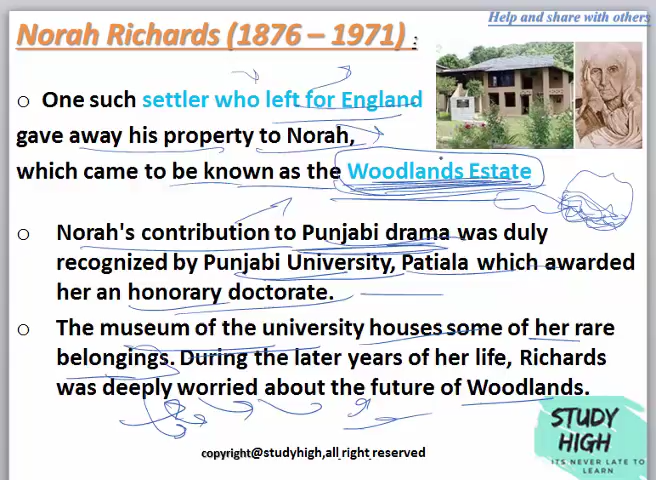 Help and share with others
Norah Richards (1876 – 1971) :
o One such settler who left for England
gave away his property to Norah,
which came to be known as the Woodlands Estate
o Norah's contribution to Punjabi drama was duly
recognized by Punjabi University, Patiala which awarded
her an honorary doctorate.
o The museum of the university houses some of her rare
belongings. During the later years of her life, Richards
was deeply worried about the future of Woodlands.
STUDY
HIGH
ITS NEVER LATE TO
LEARN
copyright@studyhigh,all right reserved